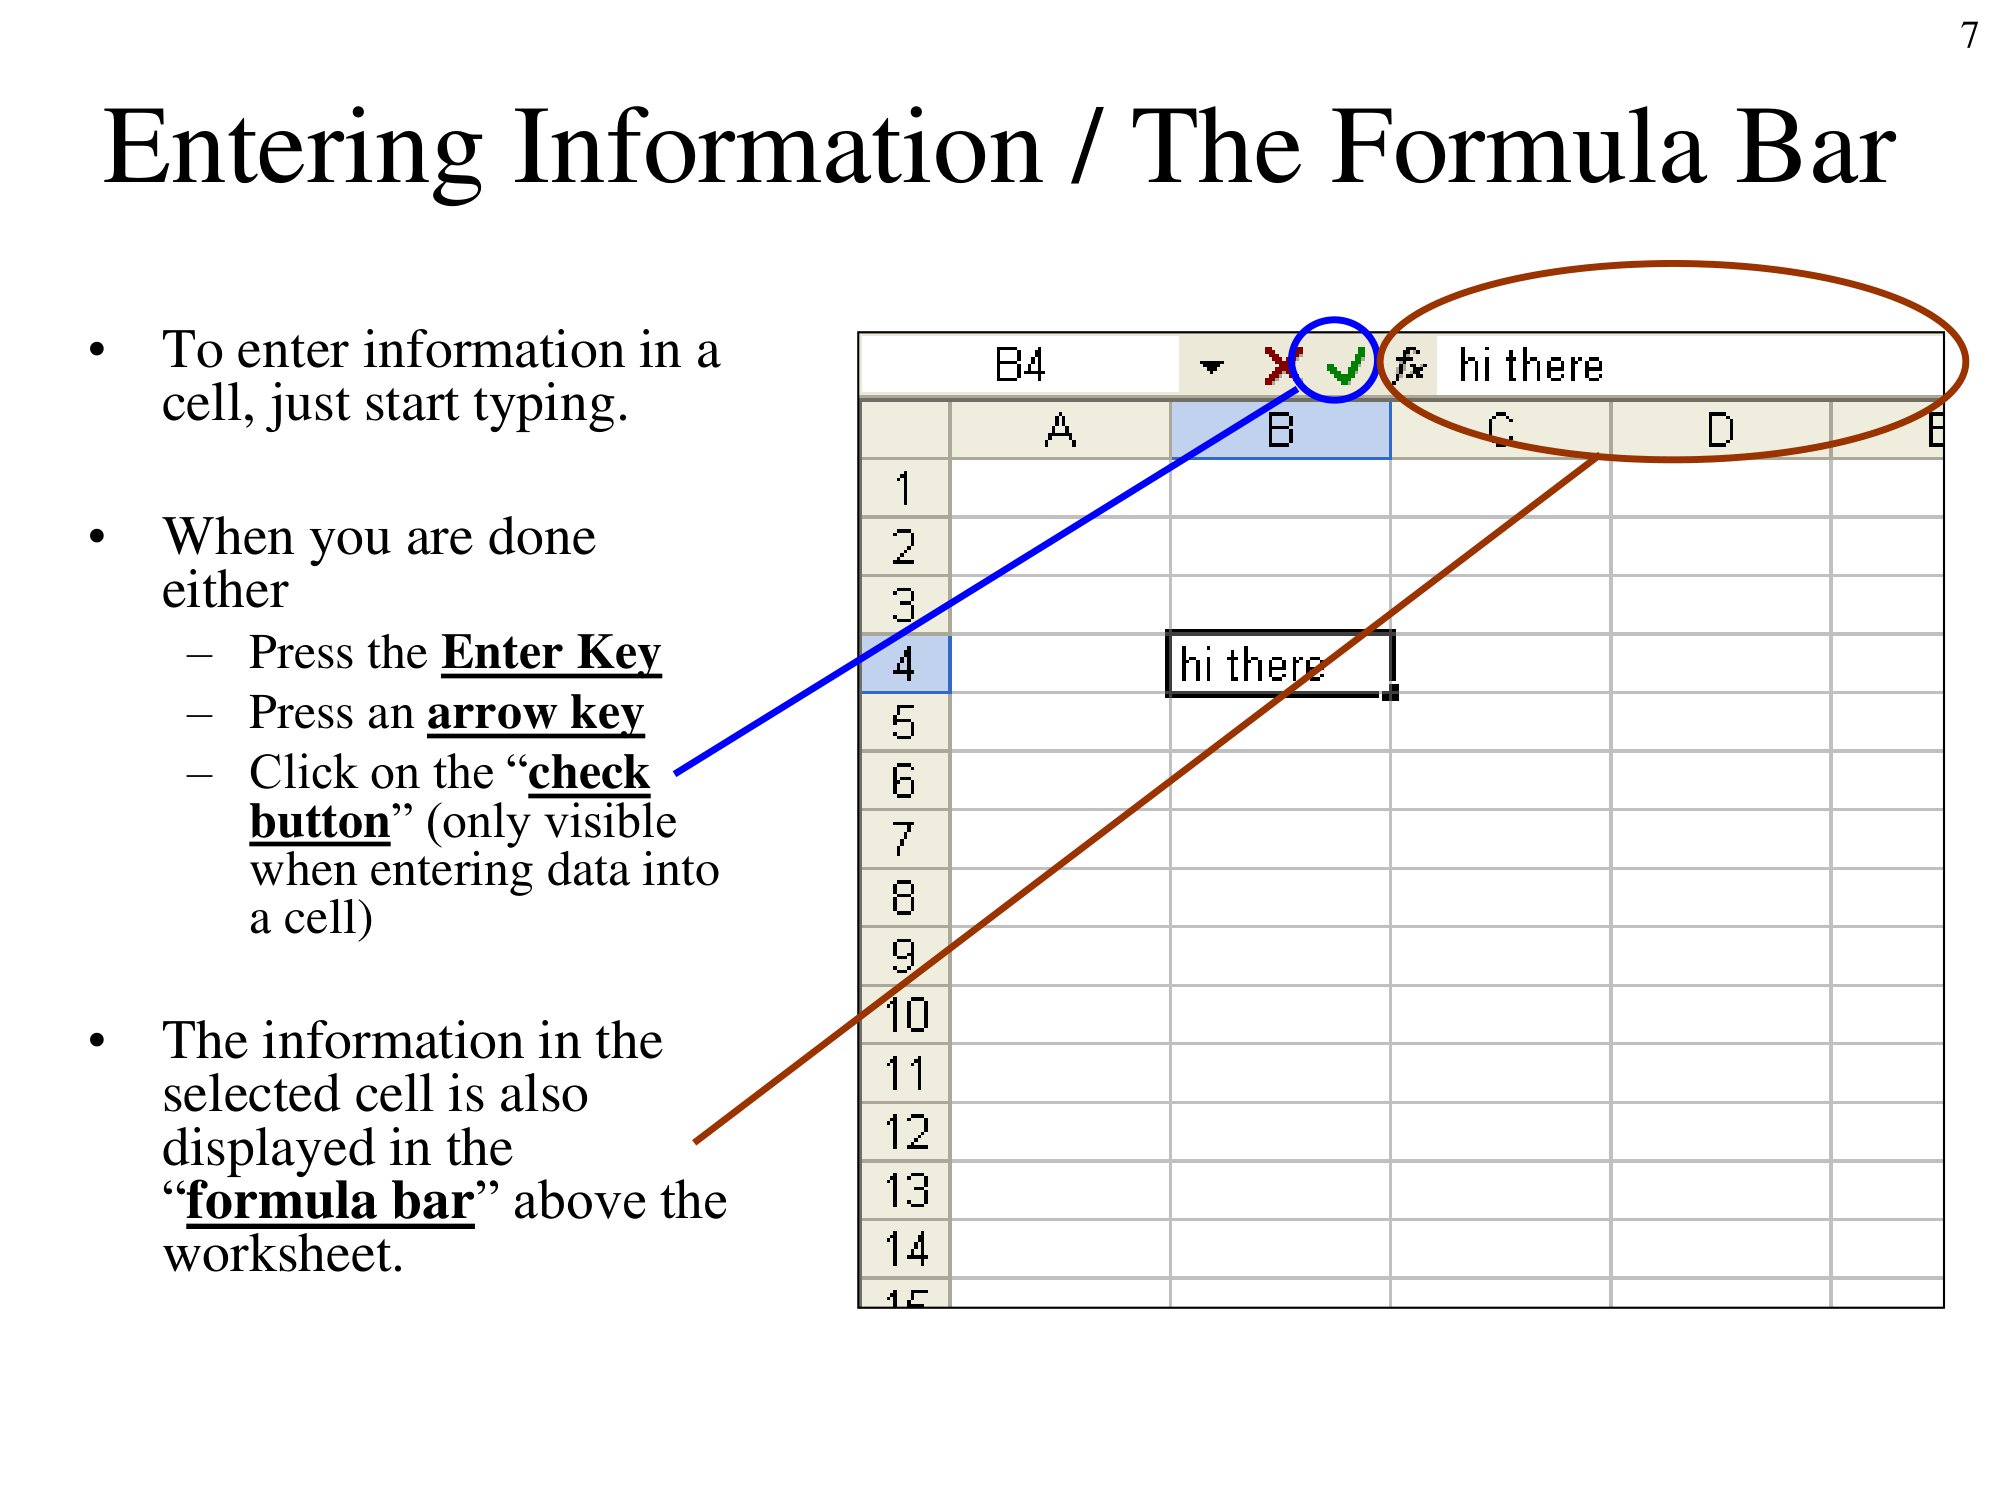 7
Entering Information / The Formula Bar
• To enter information in a
cell, just start typing.
• When you are done
either
– Press the Enter Key
– Press an arrow key
– Click on the “check
button” (only visible
when entering data into
a cell)
• The information in the
selected cell is also
displayed in the
“formula bar” above the
worksheet.
B4 fx hi there
A B C D E
1
2
3
4 hi there
5
6
7
8
9
10
11
12
13
14
15